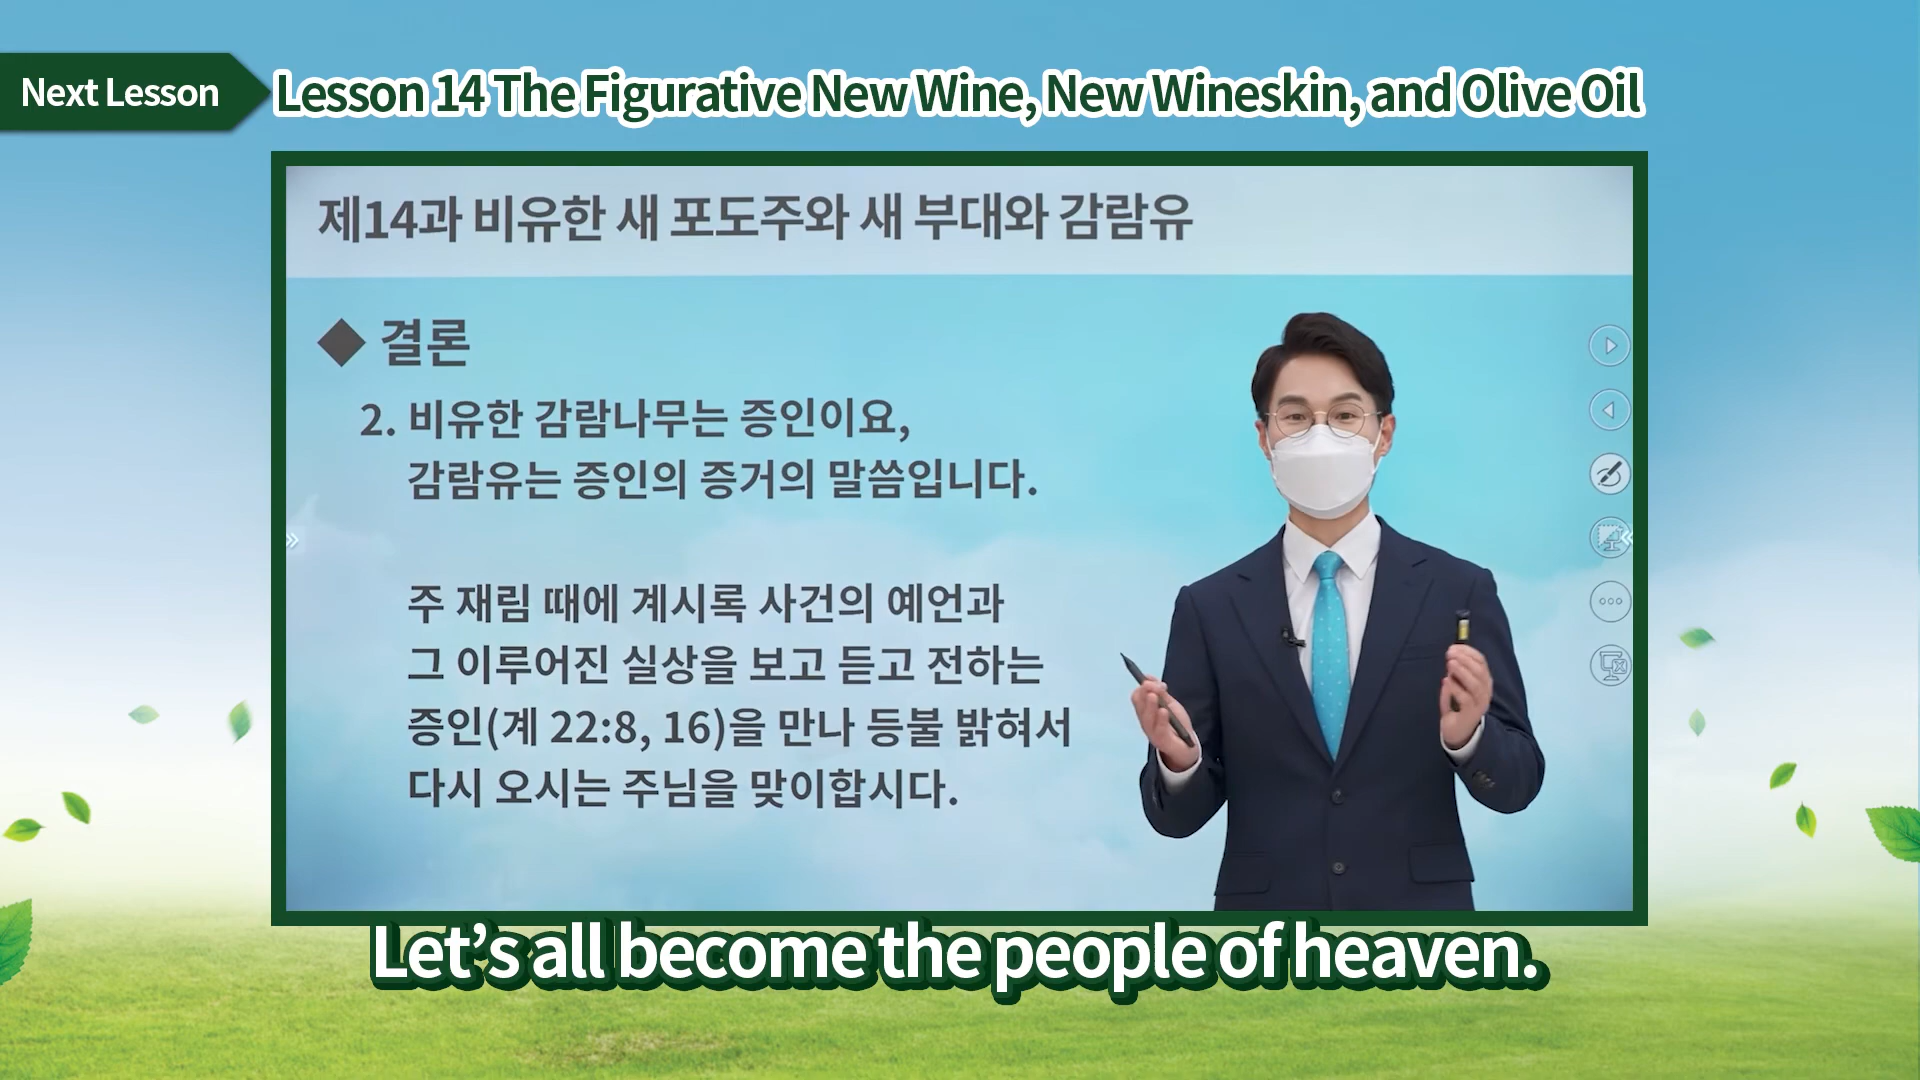 Next Lesson
Lesson 14 The Figurative New Wine, New Wineskin, and Olive Oil
제14과 비유한 새 포도주와 새 부대와 감람유
◆ 결론
2. 비유한 감람나무는 증인이요,
감람유는 증인의 증거의 말씀입니다.
주 재림 때에 계시록 사건의 예언과
그 이루어진 실상을 보고 듣고 전하는
증인(계 22:8, 16)을 만나 등불 밝혀서
다시 오시는 주님을 맞이합시다.
Let's all become the people of heaven.